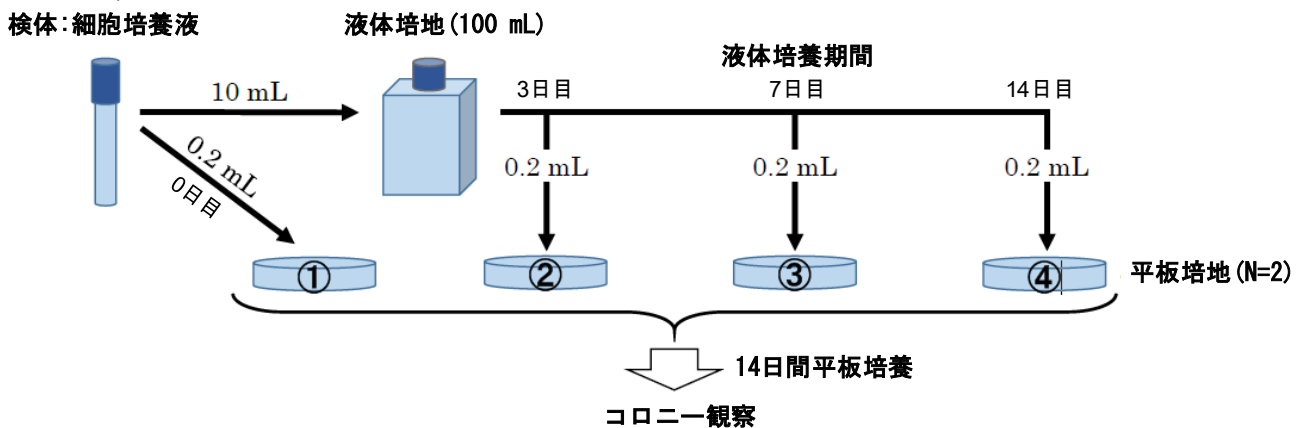 検体:細胞培養液
液体培地(100 mL)
液体培養期間
3日目
7日目
14日目
10 mL
0.2 mL
0日目
0.2 mL
0.2 mL
0.2 mL
①
②
③
④
平板培地(N=2)
14日間平板培養
コロニー観察